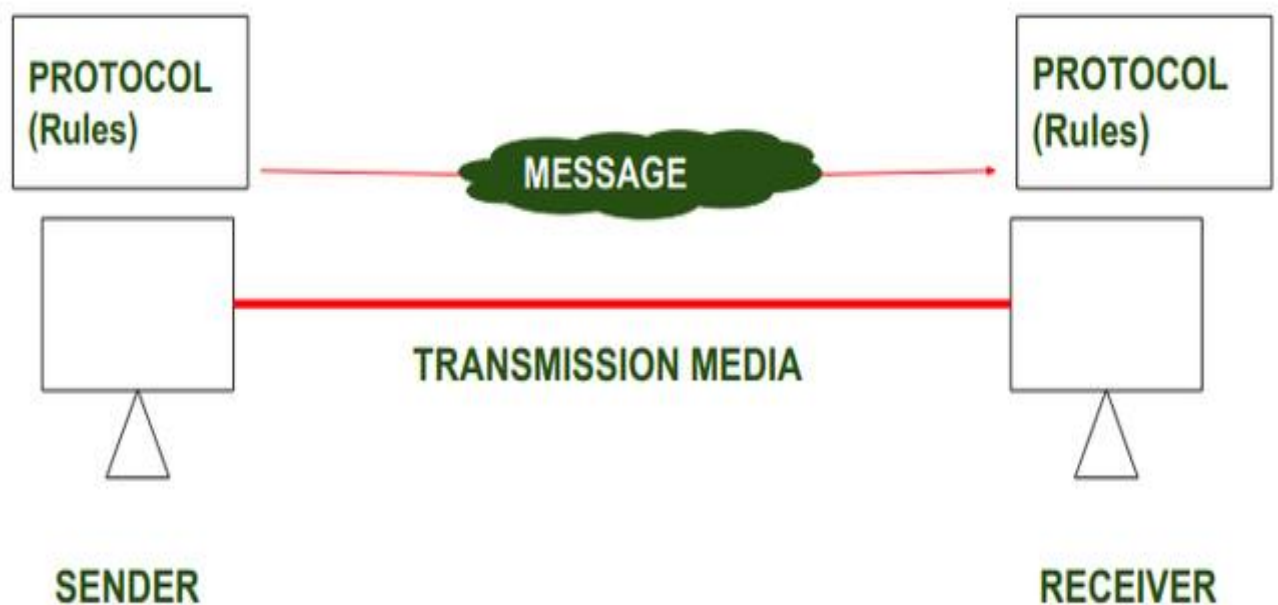 PROTOCOL
(Rules)
PROTOCOL
(Rules)
MESSAGE
TRANSMISSION MEDIA
SENDER
RECEIVER